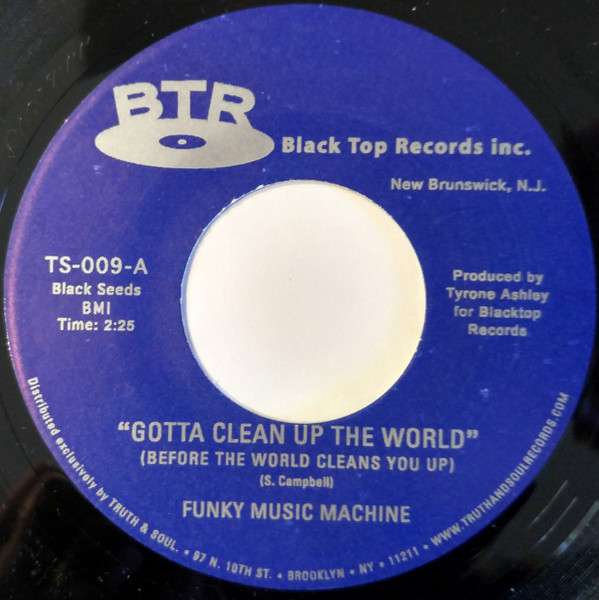 BTR
Black Top Records inc.
New Brunswick, N.J.
TS-009-A
Black Seeds
BMI
Time: 2:25
Produced by
Tyrone Ashley
for Blacktop
Records
"GOTTA CLEAN UP THE WORLD"
(BEFORE THE WORLD CLEANS YOU UP)
(S. Campbell)
FUNKY MUSIC MACHINE
Distributed exclusively by TRUTH & SOUL. • 97 N. 10TH ST. • BROOKLYN • NY • 11211 • WWW.TRUTHANDSOULRECORDS.COM